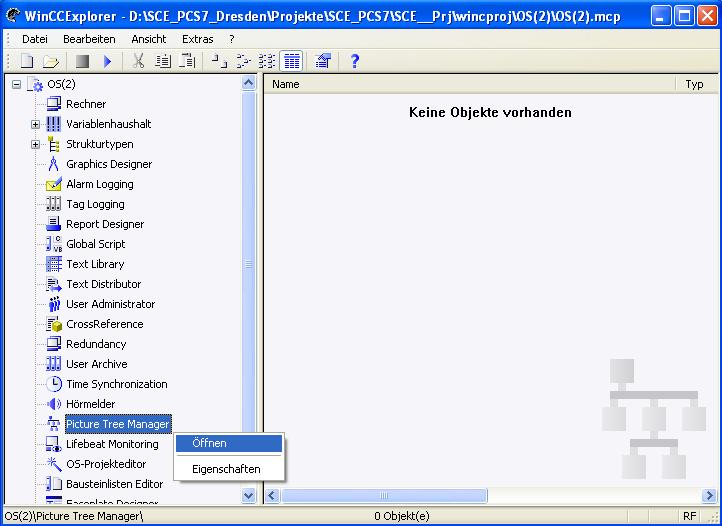 WinCCExplorer - D:\SCE_PCS7_Dresden\Projekte\SCE_PCS7\SCE__Prj\wincproj\OS(2)\OS(2).mcp
Datei Bearbeiten Ansicht Extras ?
OS(2)
Rechner
Variablenhaushalt
Strukturtypen
Graphics Designer
Alarm Logging
Tag Logging
Report Designer
Global Script
Text Library
Text Distributor
User Administrator
CrossReference
Redundancy
User Archive
Time Synchronization
Hörmelder
Picture Tree Manager
Lifebeat Monitoring
OS-Projekteditor
Bausteinlisten Editor
Faceplate Designer
Öffnen
Eigenschaften
Name Typ
Keine Objekte vorhanden
OS(2)\Picture Tree Manager\ 0 Objekt(e) RF